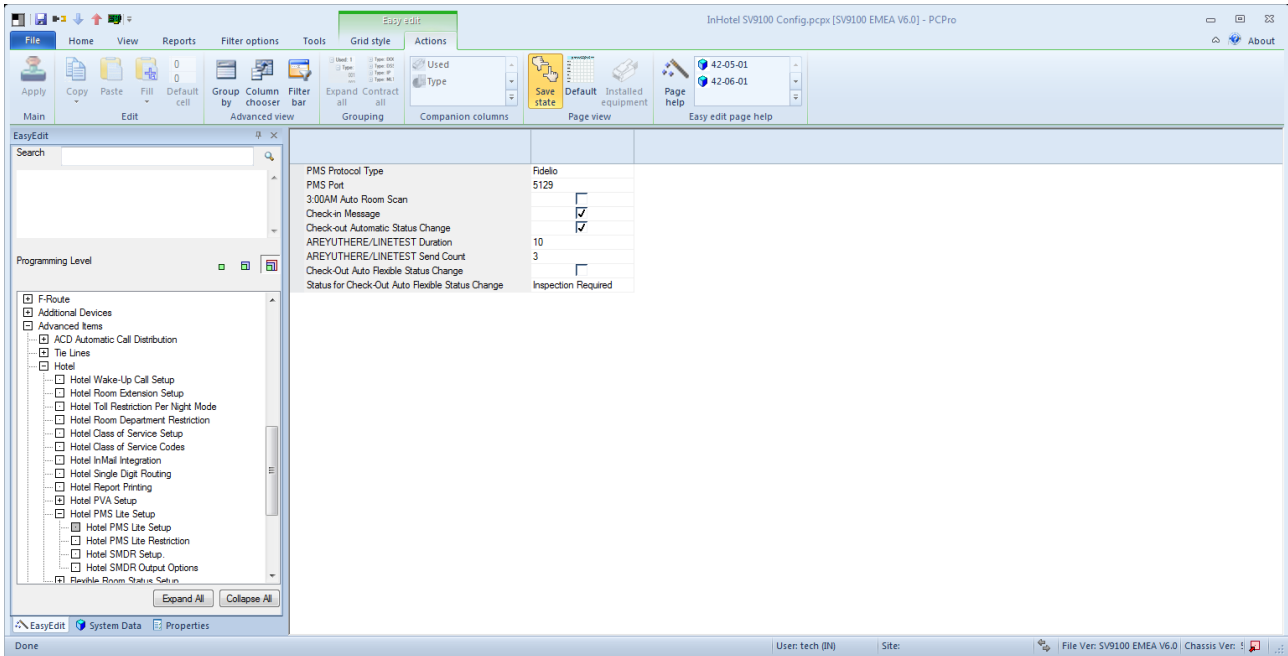 Easy edit
InHotel SV9100 Config.pcpx [SV9100 EMEA V6.0] - PCPro
File Home View Reports Filter options Tools Grid style Actions About
Apply Copy Paste Fill Default cell Group by Column chooser Filter bar Expand all Contract all Used Type Save state Default Installed equipment Page help 42-05-01 42-06-01
Main Edit Advanced view Grouping Companion columns Page view Easy edit page help
EasyEdit
Search
Programming Level
F-Route
Additional Devices
Advanced Items
ACD Automatic Call Distribution
Tie Lines
Hotel
Hotel Wake-Up Call Setup
Hotel Room Extension Setup
Hotel Toll Restriction Per Night Mode
Hotel Room Department Restriction
Hotel Class of Service Setup
Hotel Class of Service Codes
Hotel InMail Integration
Hotel Single Digit Routing
Hotel Report Printing
Hotel PVA Setup
Hotel PMS Lite Setup
Hotel PMS Lite Setup
Hotel PMS Lite Restriction
Hotel SMDR Setup.
Hotel SMDR Output Options
Flexible Room Status Setup
Expand All Collapse All
EasyEdit System Data Properties
PMS Protocol Type Fidelio
PMS Port 5129
3:00AM Auto Room Scan
Check-in Message
Check-out Automatic Status Change
AREYUTHERE/LINETEST Duration 10
AREYUTHERE/LINETEST Send Count 3
Check-Out Auto Flexible Status Change
Status for Check-Out Auto Flexible Status Change Inspection Required
Done User: tech (IN) Site: File Ver: SV9100 EMEA V6.0 Chassis Ver: